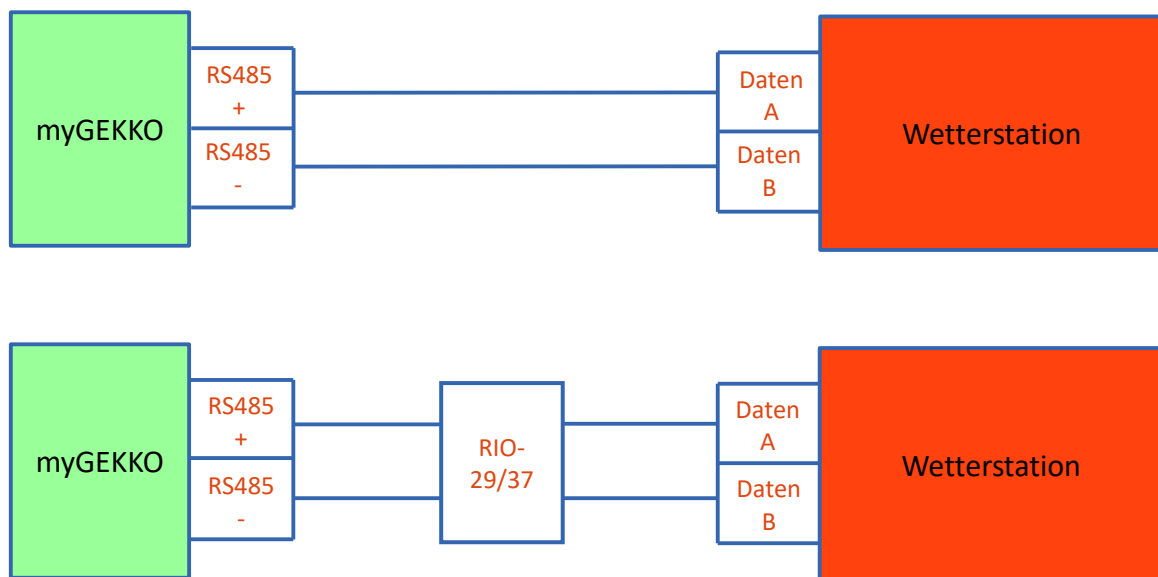 myGEKKO
RS485
+
RS485
-
Daten
A
Daten
B
Wetterstation
myGEKKO
RS485
+
RS485
-
RIO-
29/37
Daten
A
Daten
B
Wetterstation